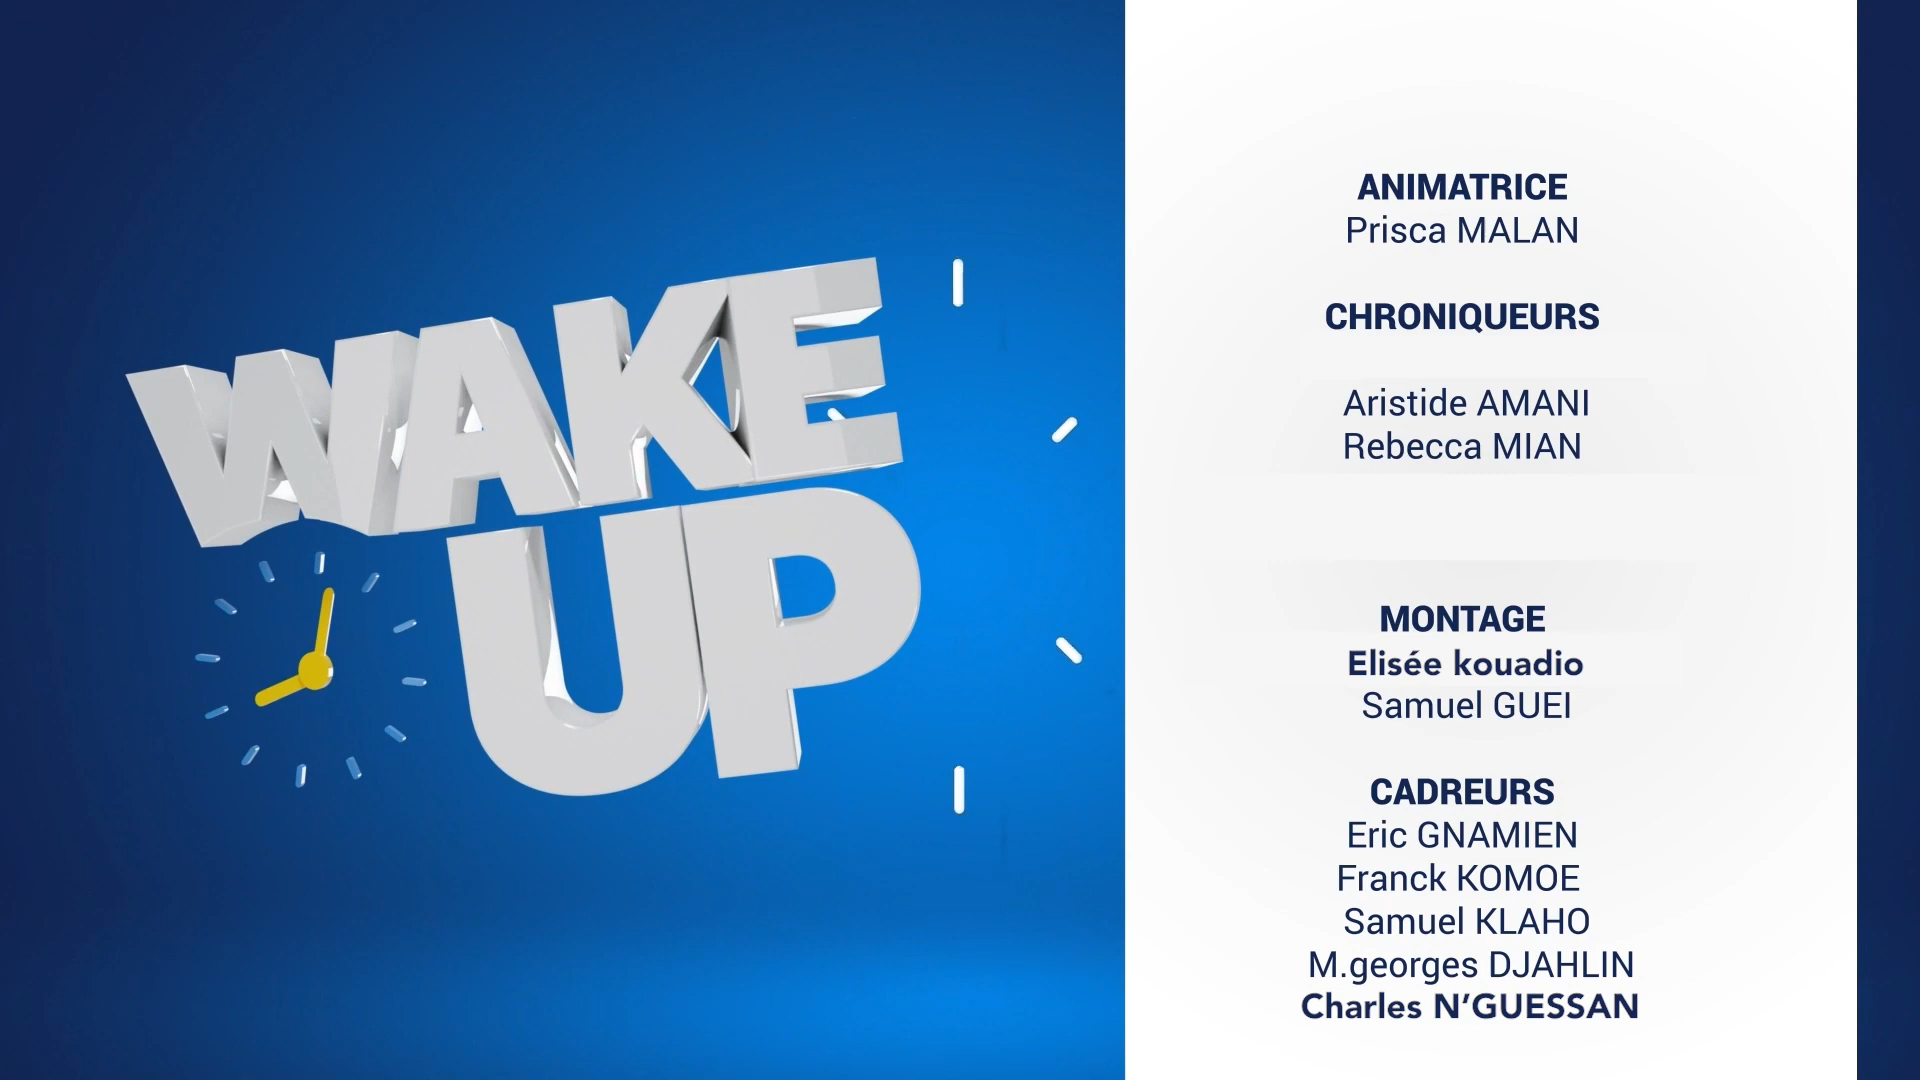 WAKE
UP
ANIMATRICE
Prisca MALAN
CHRONIQUEURS
Aristide AMANI
Rebecca MIAN
MONTAGE
Elisée kouadio
Samuel GUEI
CADREURS
Eric GNAMIEN
Franck KOMOE
Samuel KLAHO
M.georges DJAHLIN
Charles N’GUESSAN